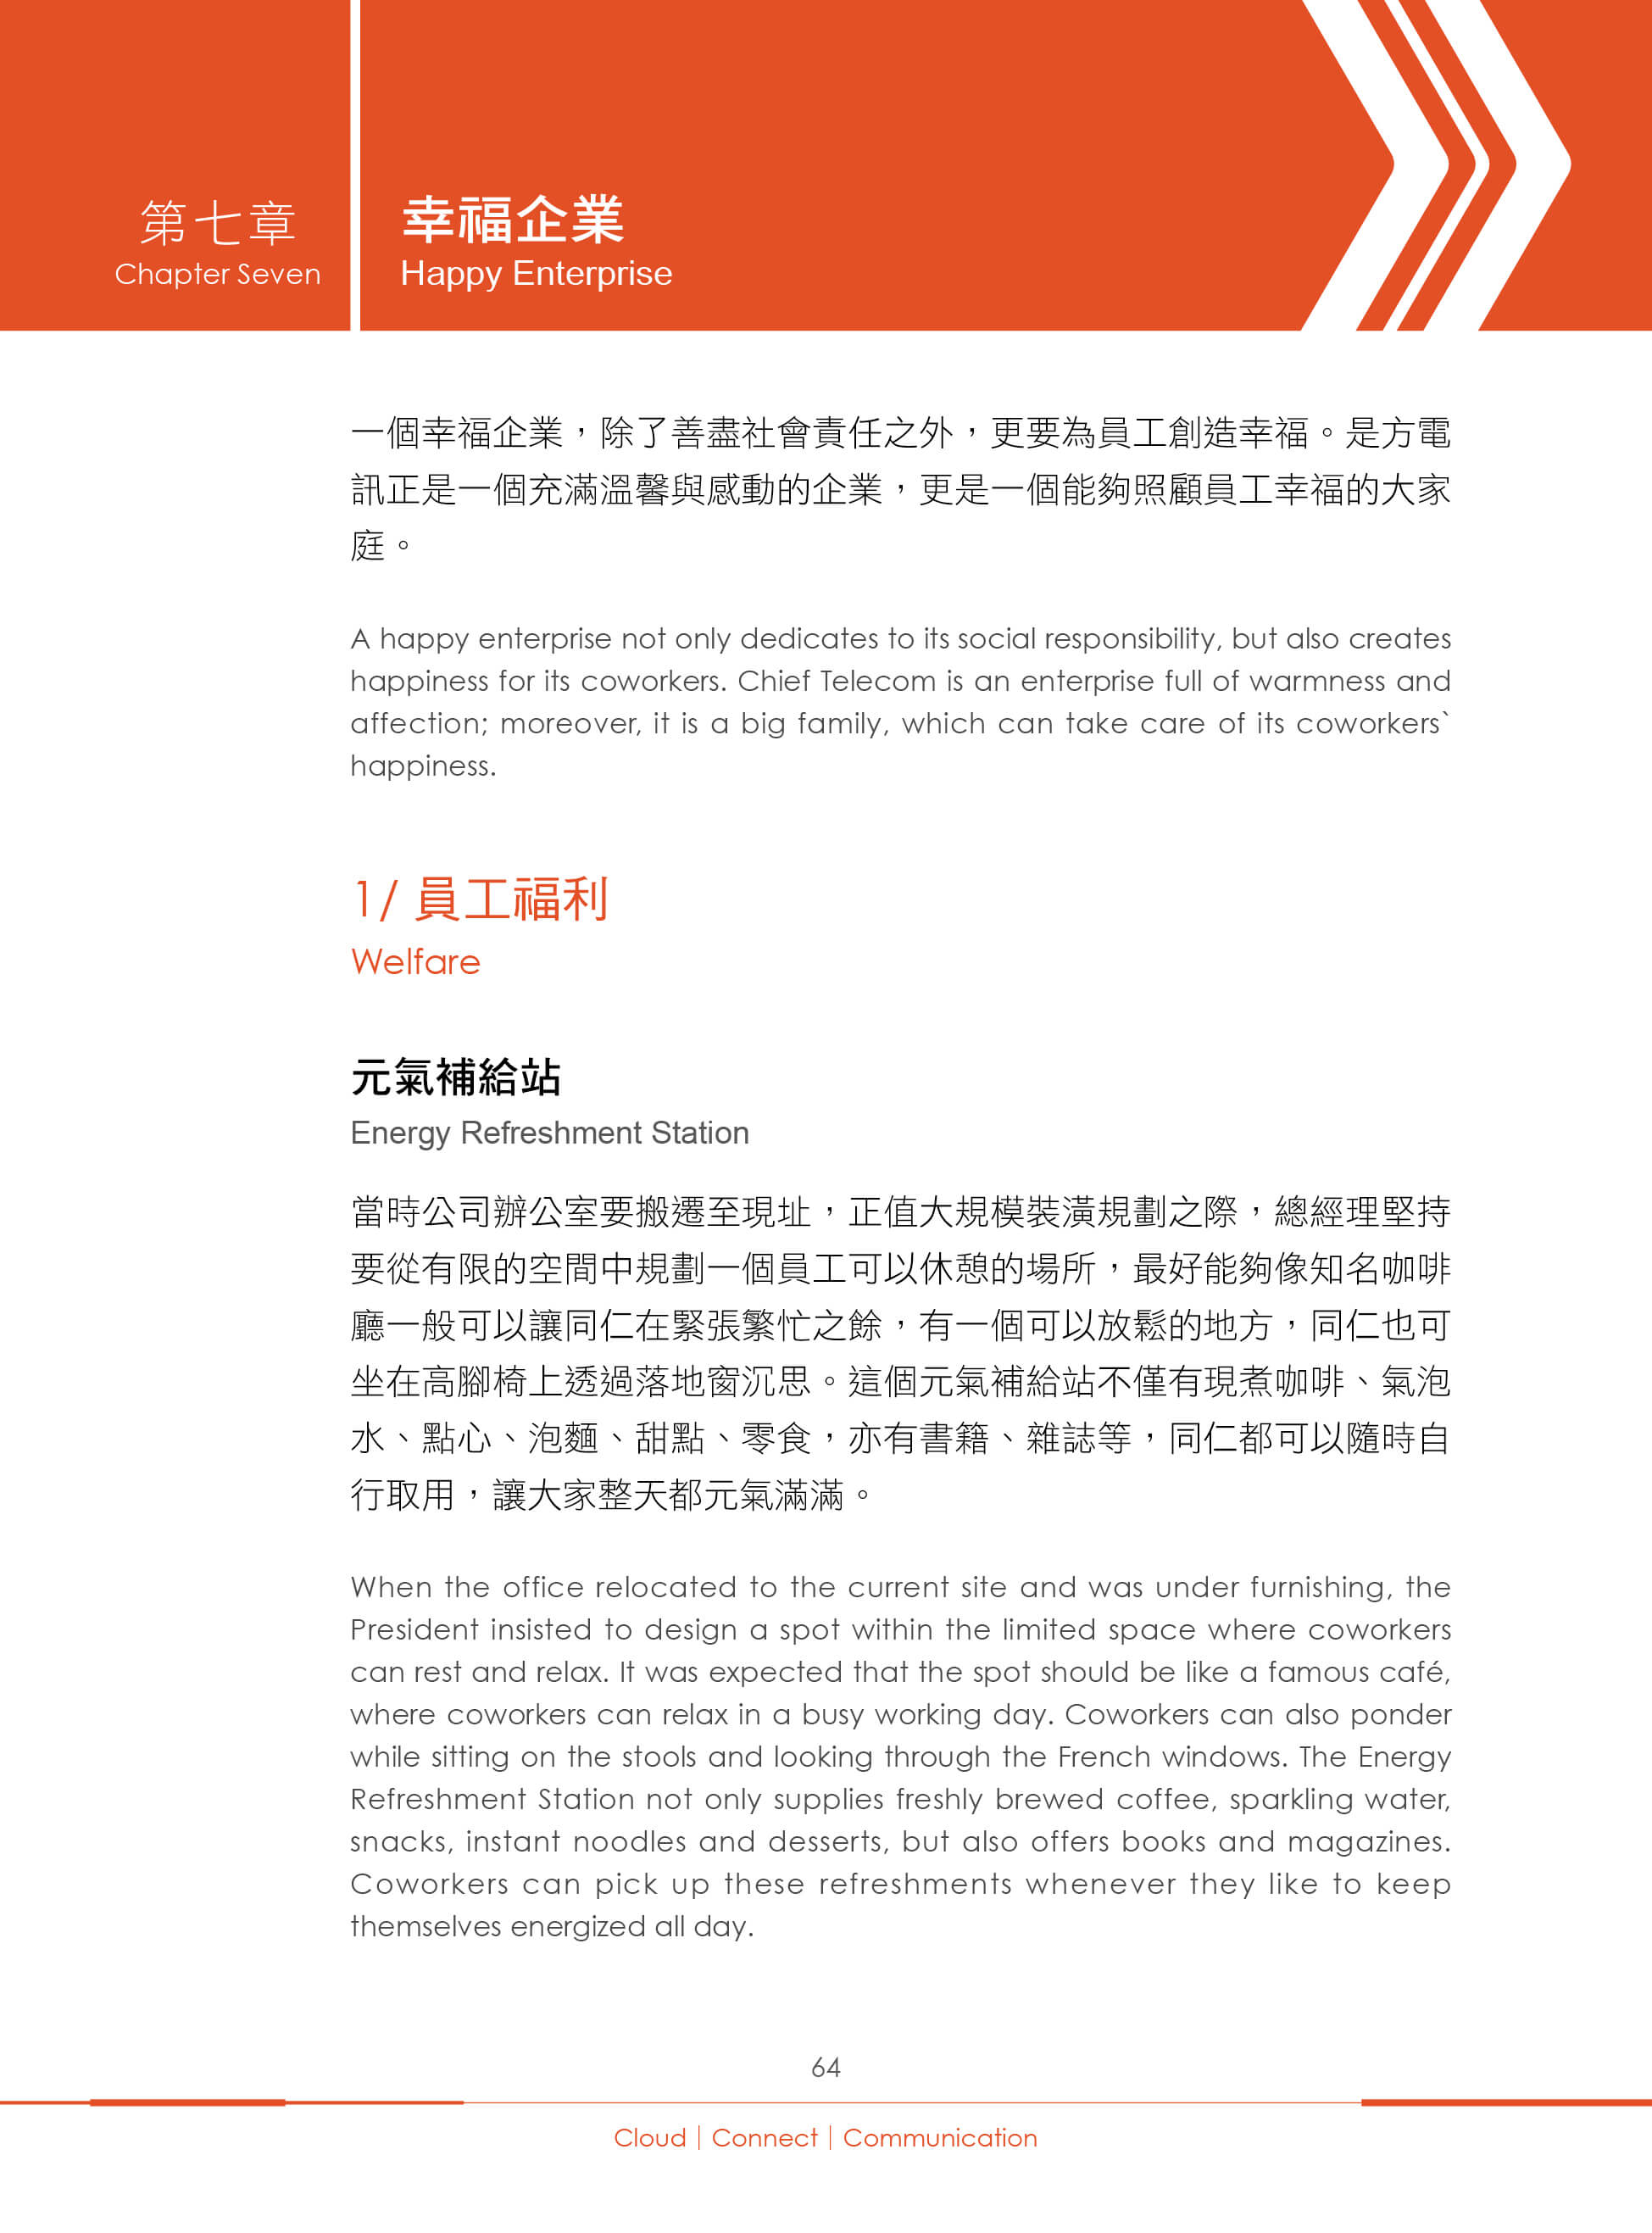 第七章
Chapter Seven
幸福企業
Happy Enterprise
一個幸福企業，除了善盡社會責任之外，更要為員工創造幸福。是方電
訊正是一個充滿溫馨與感動的企業，更是一個能夠照顧員工幸福的大家
庭。
A happy enterprise not only dedicates to its social responsibility, but also creates
happiness for its coworkers. Chief Telecom is an enterprise full of warmness and
affection; moreover, it is a big family, which can take care of its coworkers`
happiness.
1/ 員工福利
Welfare
元氣補給站
Energy Refreshment Station
當時公司辦公室要搬遷至現址，正值大規模裝潢規劃之際，總經理堅持
要從有限的空間中規劃一個員工可以休憩的場所，最好能夠像知名咖啡
廳一般可以讓同仁在緊張繁忙之餘，有一個可以放鬆的地方，同仁也可
坐在高腳椅上透過落地窗沉思。這個元氣補給站不僅有現煮咖啡、氣泡
水、點心、泡麵、甜點、零食，亦有書籍、雜誌等，同仁都可以隨時自
行取用，讓大家整天都元氣滿滿。
When the office relocated to the current site and was under furnishing, the
President insisted to design a spot within the limited space where coworkers
can rest and relax. It was expected that the spot should be like a famous café,
where coworkers can relax in a busy working day. Coworkers can also ponder
while sitting on the stools and looking through the French windows. The Energy
Refreshment Station not only supplies freshly brewed coffee, sparkling water,
snacks, instant noodles and desserts, but also offers books and magazines.
Coworkers can pick up these refreshments whenever they like to keep
themselves energized all day.
64
Cloud | Connect | Communication